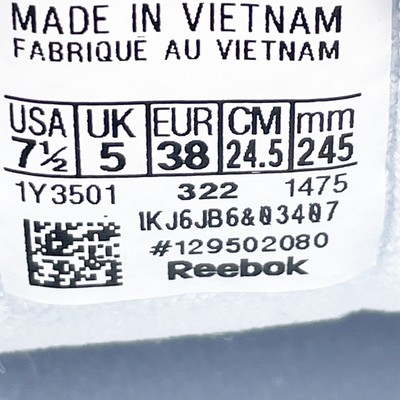 MADE IN VIETNAM
FABRIQUÉ AU VIETNAM
USA UK EUR CM mm
7½ 5 38 24.5 245
1Y3501 322 1475
IKJ6JB6&03407
#129502080
Reebok